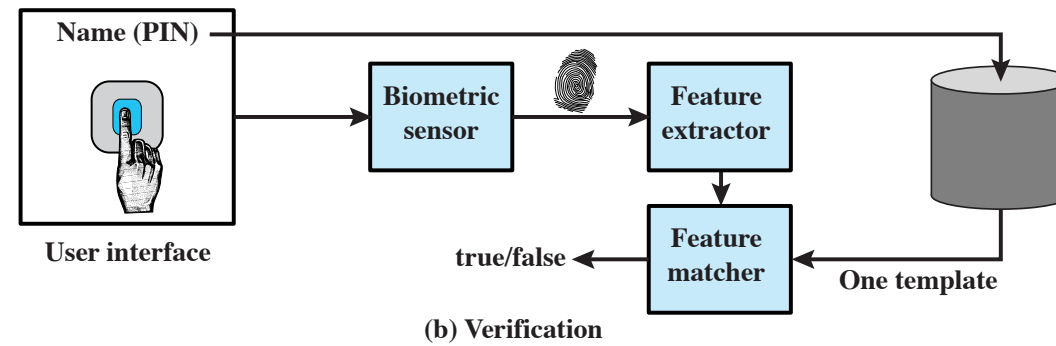 Name (PIN)
Biometric
sensor
Feature
extractor
User interface
true/false
Feature
matcher
One template
(b) Verification